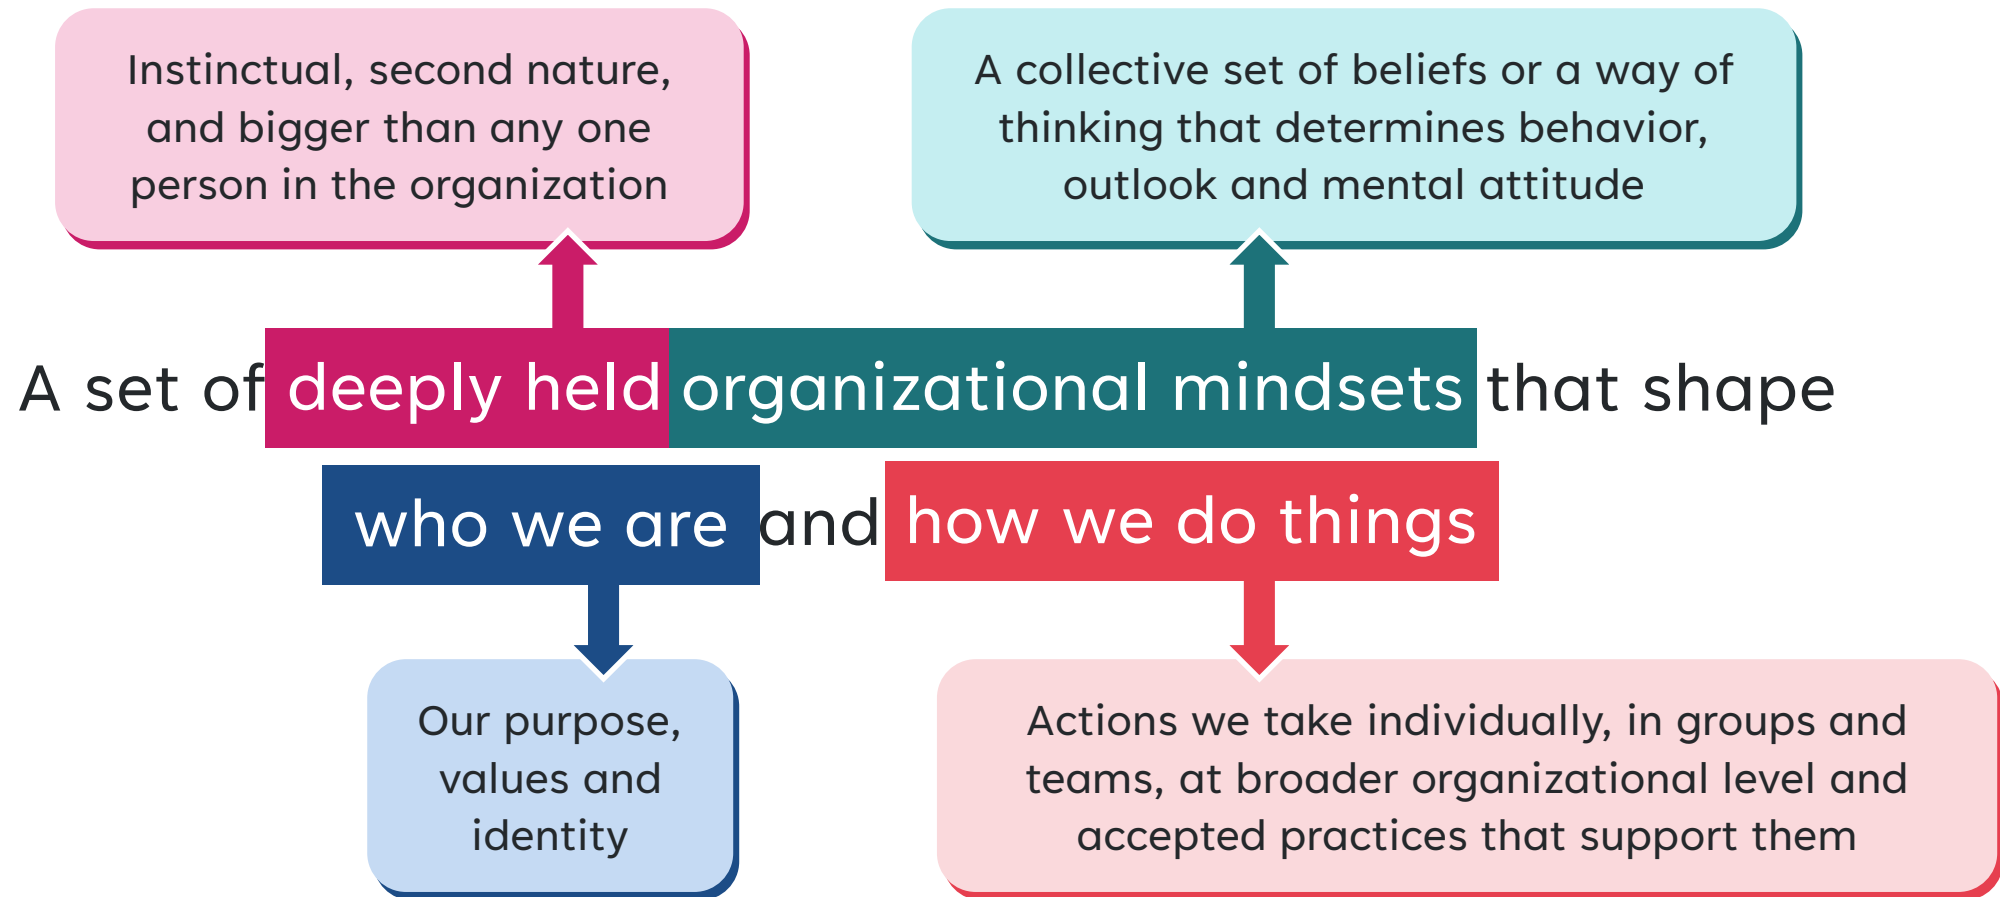 Instinctual, second nature,
and bigger than any one
person in the organization
A collective set of beliefs or a way of
thinking that determines behavior,
outlook and mental attitude
A set of deeply held organizational mindsets that shape
who we are and how we do things
Our purpose,
values and
identity
Actions we take individually, in groups and
teams, at broader organizational level and
accepted practices that support them